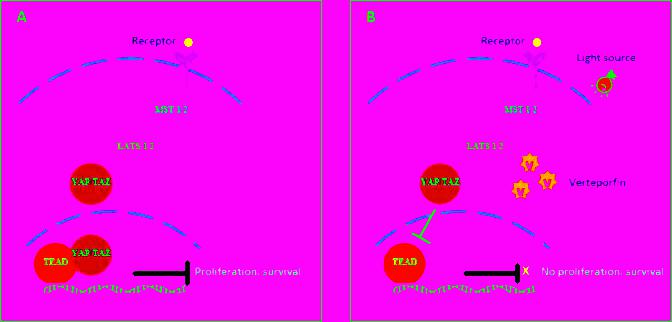 A
Receptor
MST 1 2
LATS 1 2
YAP TAZ
YAP TAZ
TEAD
Proliferation, survival
B
Receptor
Light source
S
MST 1 2
LATS 1 2
YAP TAZ
V
V
V
Verteporfin
TEAD
X
No proliferation, survival